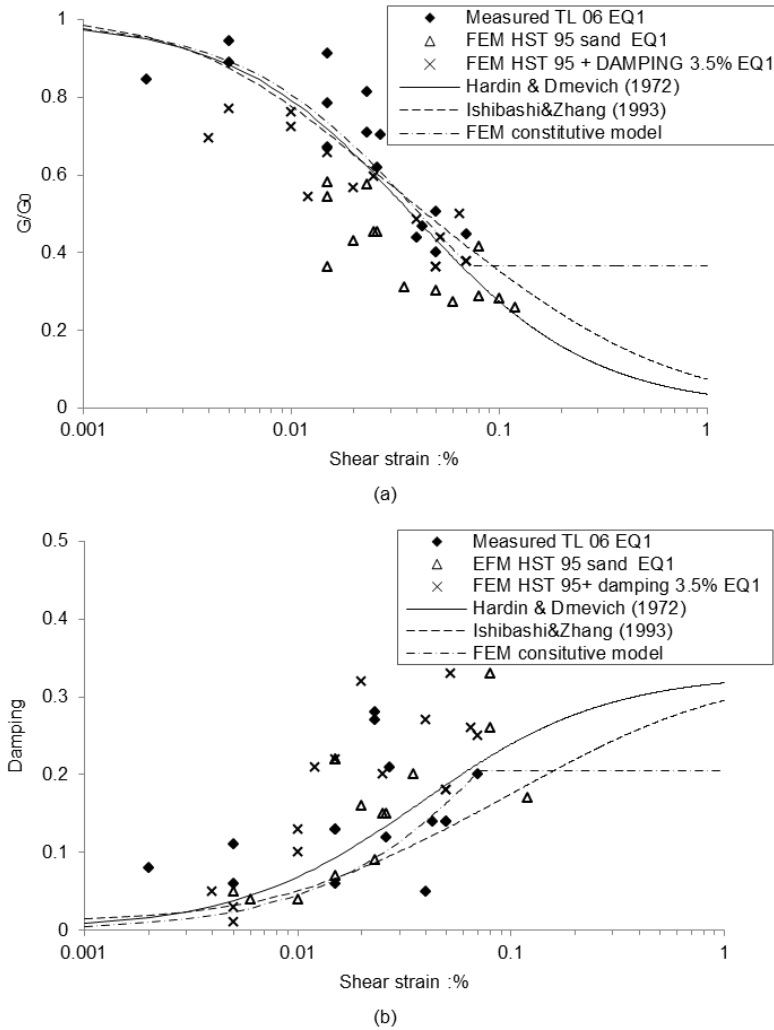 Measured TL 06 EQ1
FEM HST 95 sand EQ1
FEM HST 95 + DAMPING 3.5% EQ1
Hardin & Dmevich (1972)
Ishibashi&Zhang (1993)
FEM constitutive model
1
0.8
0.6
0.4
0.2
0
G/G0
0.001
0.01
0.1
1
Shear strain :%
(a)
Measured TL 06 EQ1
EFM HST 95 sand EQ1
FEM HST 95+ damping 3.5% EQ1
Hardin & Dmevich (1972)
Ishibashi&Zhang (1993)
FEM consitutive model
0.5
0.4
0.3
0.2
0.1
0
Damping
0.001
0.01
0.1
1
Shear strain :%
(b)